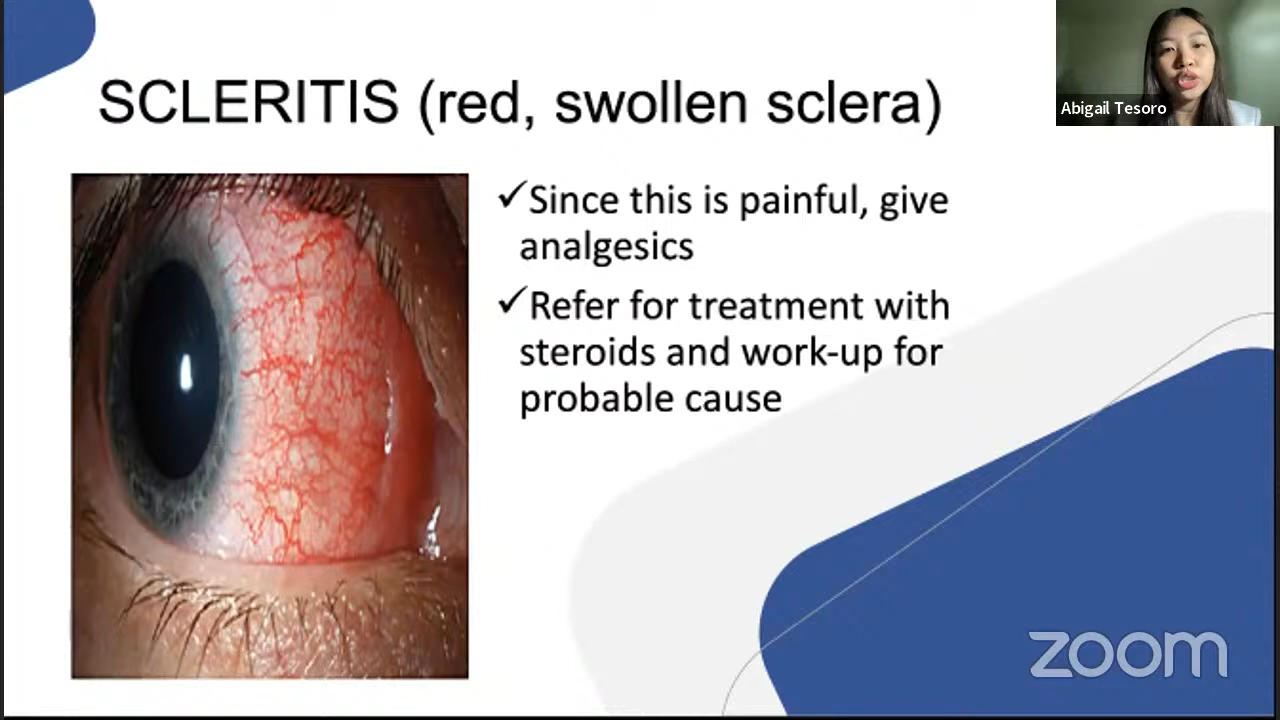 SCLERITIS (red, swollen sclera)
Abigail Tesoro
✓Since this is painful, give
analgesics
✓Refer for treatment with
steroids and work-up for
probable cause
zoom